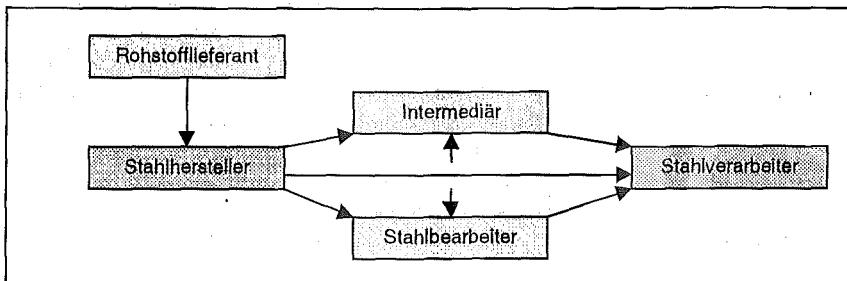 Rohstofflieferant
Intermediär
Stahlhersteller
Stahlverarbeiter
Stahlbearbeiter